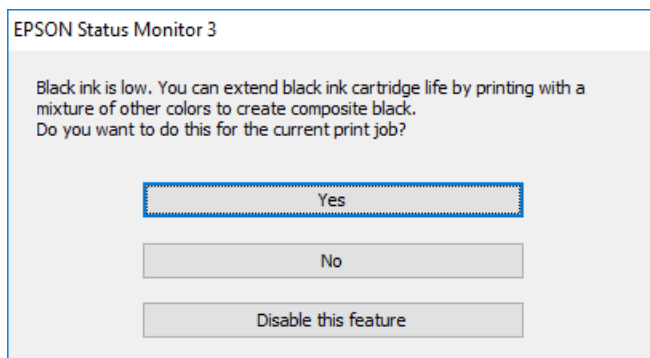 EPSON Status Monitor 3
Black ink is low. You can extend black ink cartridge life by printing with a
mixture of other colors to create composite black.
Do you want to do this for the current print job?
Yes
No
Disable this feature